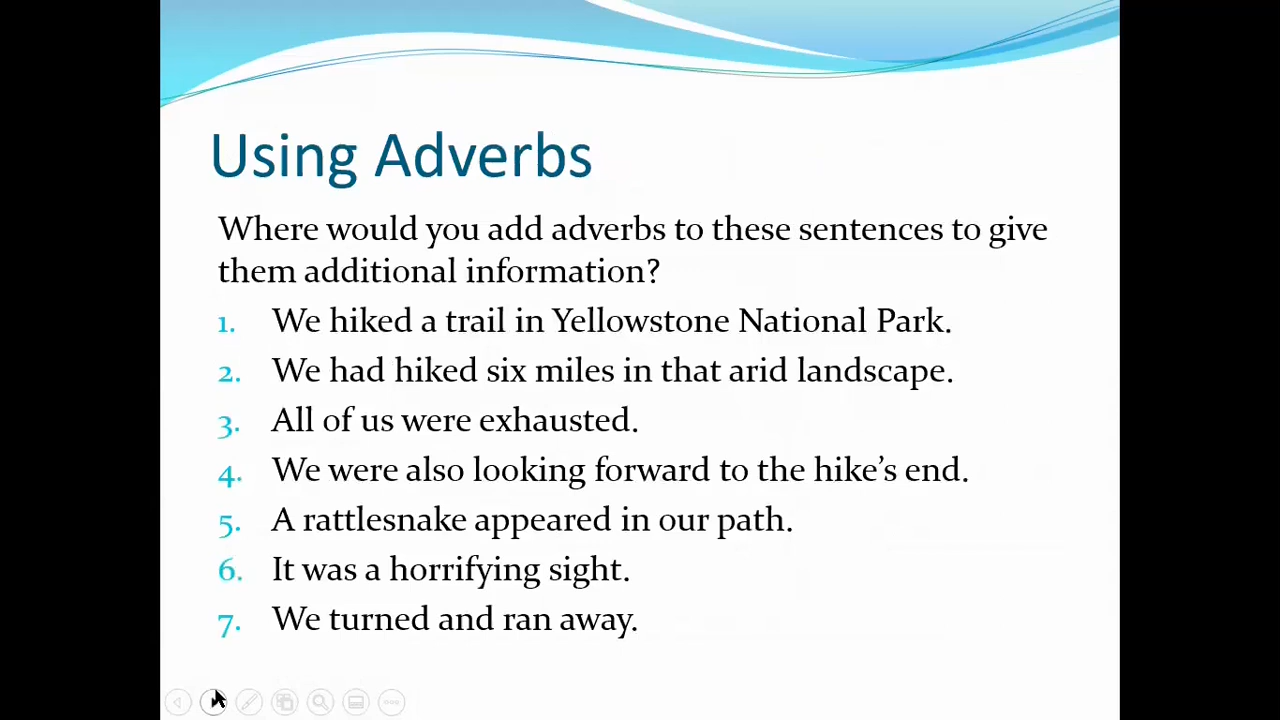 Using Adverbs
Where would you add adverbs to these sentences to give
them additional information?
1. We hiked a trail in Yellowstone National Park.
2. We had hiked six miles in that arid landscape.
3. All of us were exhausted.
4. We were also looking forward to the hike’s end.
5. A rattlesnake appeared in our path.
6. It was a horrifying sight.
7. We turned and ran away.